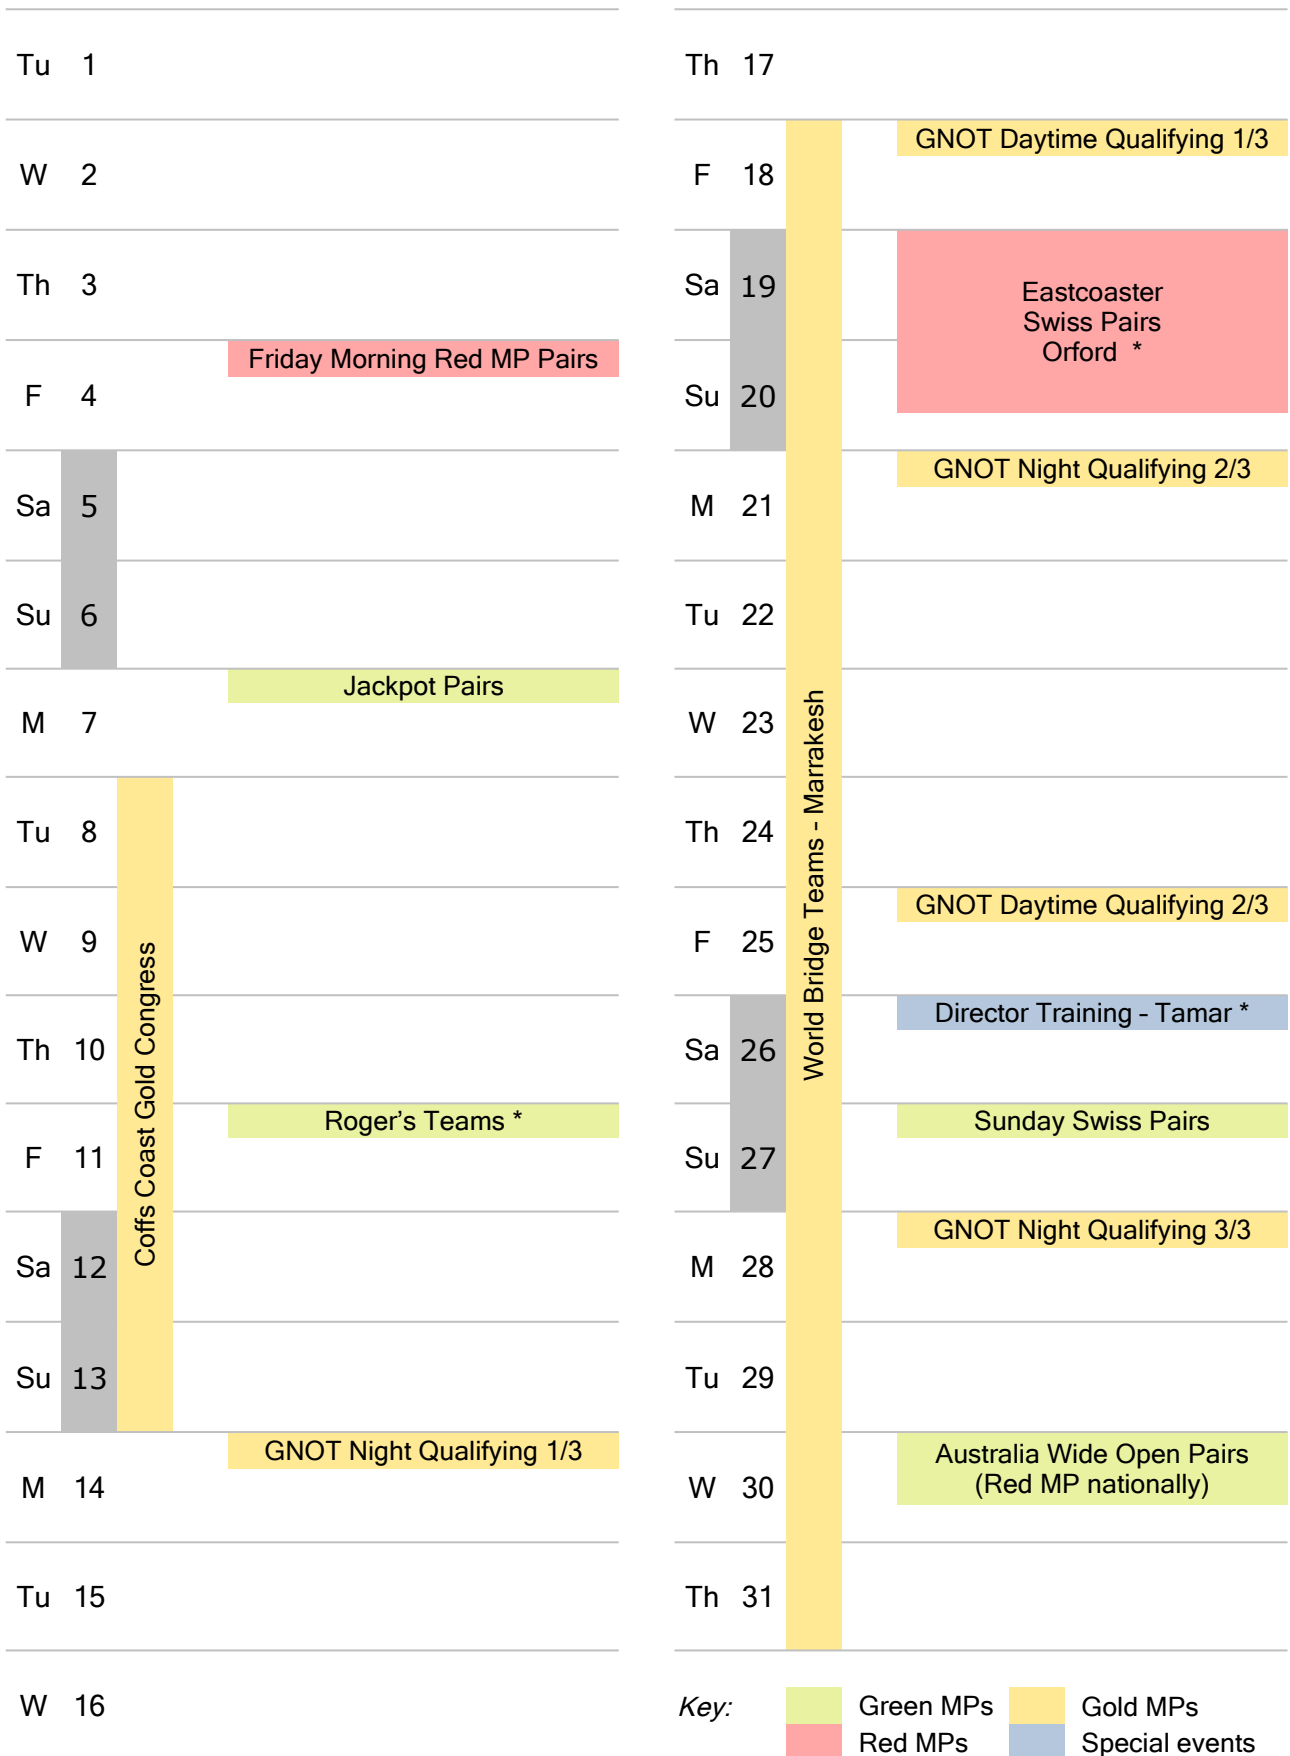 Tu 1
W 2
Th 3
Friday Morning Red MP Pairs
F 4
Sa 5
Su 6
Jackpot Pairs
M 7
Tu 8
W 9
Coffs Coast Gold Congress
Th 10
Roger's Teams *
F 11
Sa 12
Su 13
GNOT Night Qualifying 1/3
M 14
Tu 15
W 16
Th 17
GNOT Daytime Qualifying 1/3
F 18
Sa 19
Eastcoaster
Swiss Pairs
Orford *
Su 20
GNOT Night Qualifying 2/3
M 21
Tu 22
W 23
World Bridge Teams - Marrakesh
Th 24
GNOT Daytime Qualifying 2/3
F 25
Director Training - Tamar *
Sa 26
Sunday Swiss Pairs
Su 27
GNOT Night Qualifying 3/3
M 28
Tu 29
Australia Wide Open Pairs
(Red MP nationally)
W 30
Th 31
Key:
Green MPs
Gold MPs
Red MPs
Special events